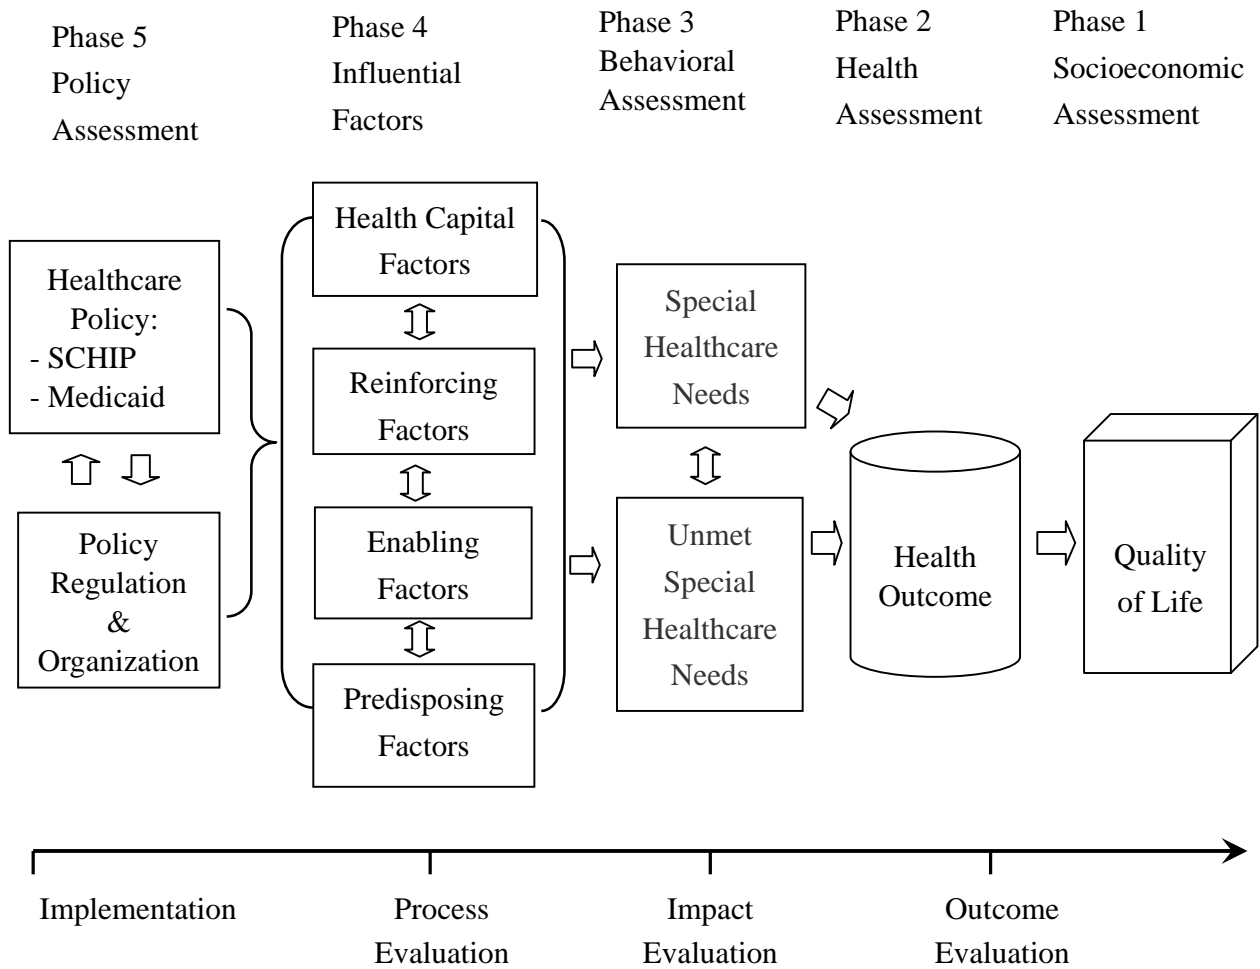 Phase 5
Policy
Assessment
Phase 4
Influential
Factors
Phase 3
Behavioral
Assessment
Phase 2
Health
Assessment
Phase 1
Socioeconomic
Assessment
Healthcare
Policy:
- SCHIP
- Medicaid
Policy
Regulation
&
Organization
Health Capital
Factors
Reinforcing
Factors
Enabling
Factors
Predisposing
Factors
Special
Healthcare
Needs
Unmet
Special
Healthcare
Needs
Health
Outcome
Quality
of Life
Implementation
Process
Evaluation
Impact
Evaluation
Outcome
Evaluation